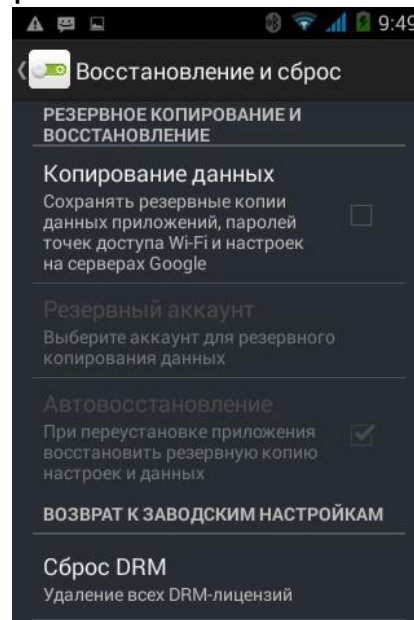 9:49
Восстановление и сброс
РЕЗЕРВНОЕ КОПИРОВАНИЕ И
ВОССТАНОВЛЕНИЕ
Копирование данных
Сохранять резервные копии
данных приложений, паролей
точек доступа Wi-Fi и настроек
на серверах Google
Резервный аккаунт
Выберите аккаунт для резервного
копирования данных
Автовосстановление
При переустановке приложения
восстановить резервную копию
настроек и данных
ВОЗВРАТ К ЗАВОДСКИМ НАСТРОЙКАМ
Сброс DRM
Удаление всех DRM-лицензий